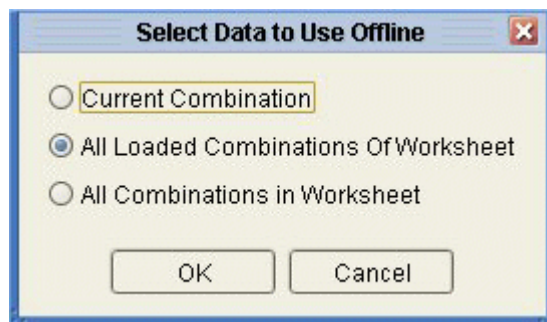 Select Data to Use Offline
Current Combination
All Loaded Combinations Of Worksheet
All Combinations in Worksheet
OK
Cancel